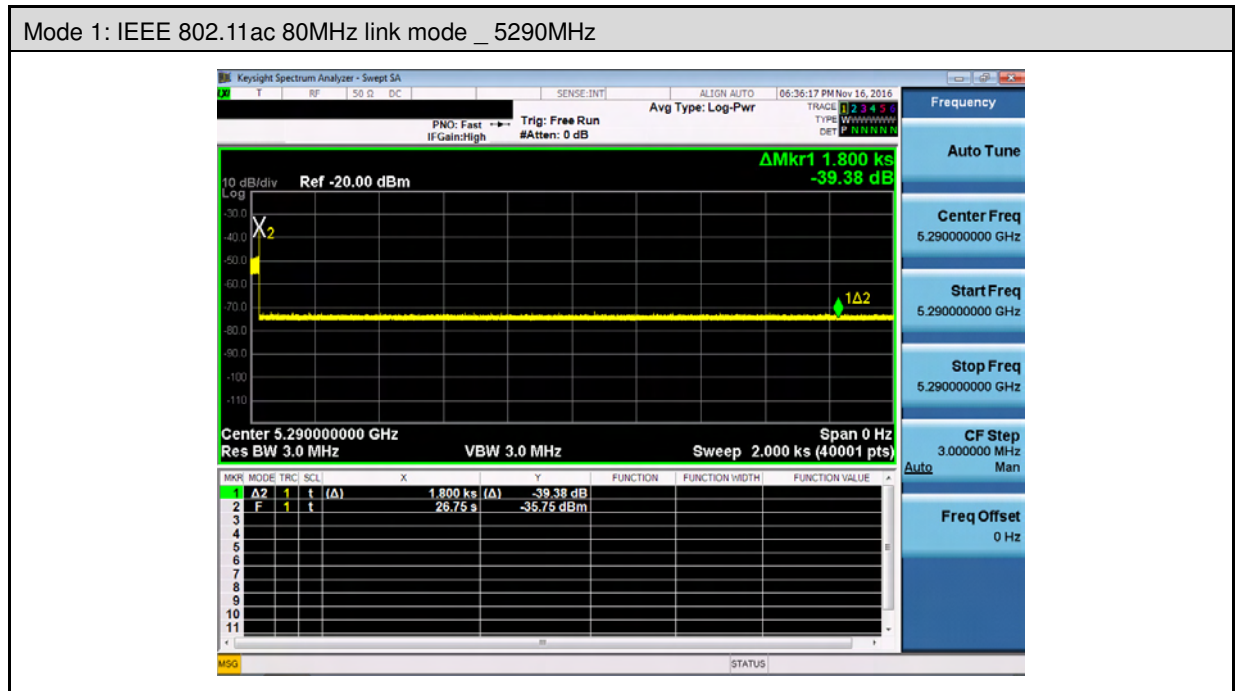 Mode 1: IEEE 802.11ac 80MHz link mode _ 5290MHz
Keysight Spectrum Analyzer - Swept SA
T RF 50 Ω DC SENSE:INT ALIGN AUTO 06:36:17 PM Nov 16, 2016
PNO: Fast
IFGain:High
Trig: Free Run
#Atten: 0 dB
Avg Type: Log-Pwr
TRACE 1 2 3 4 5 6
TYPE WWWWWW
DET P N N N N N
ΔMkr1 1.800 ks
-39.38 dB
10 dB/div Ref -20.00 dBm
Log
-30.0
-40.0
-50.0
-60.0
-70.0
-80.0
-90.0
-100
-110
X2
1Δ2
Center 5.290000000 GHz Span 0 Hz
Res BW 3.0 MHz VBW 3.0 MHz Sweep 2.000 ks (40001 pts)
MKR MODE TRC SCL X Y FUNCTION FUNCTION WIDTH FUNCTION VALUE
1 Δ2 1 t (Δ) 1.800 ks (Δ) -39.38 dB
2 F 1 t 26.75 s -35.75 dBm
3
4
5
6
7
8
9
10
11
MSG STATUS
Frequency
Auto Tune
Center Freq
5.290000000 GHz
Start Freq
5.290000000 GHz
Stop Freq
5.290000000 GHz
CF Step
3.000000 MHz
Auto Man
Freq Offset
0 Hz